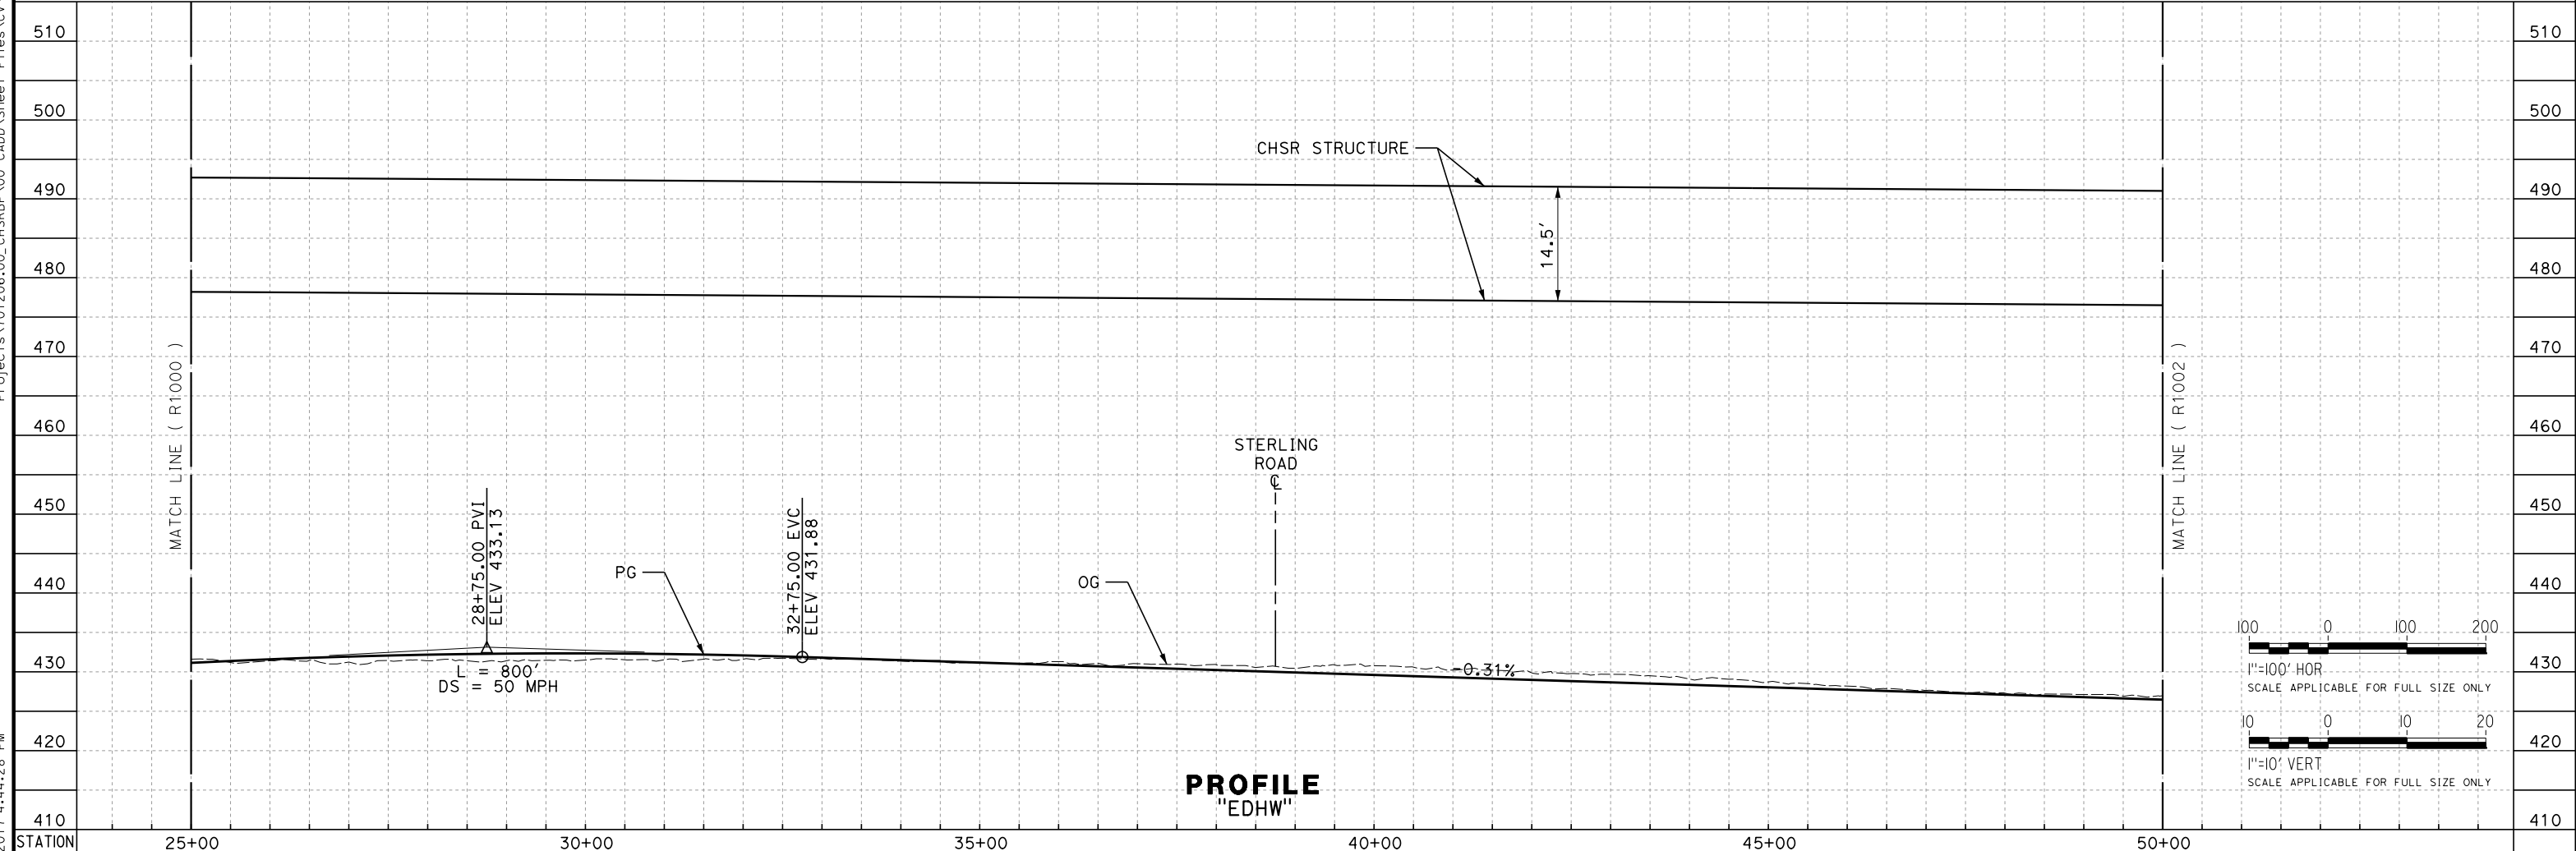 510
500
490
480
470
460
450
440
430
420
410
STATION
MATCH LINE ( R1000 )
CHSR STRUCTURE
14.5'
STERLING
ROAD
℄
28+75.00 PVI
ELEV 433.13
32+75.00 EVC
ELEV 431.88
PG
OG
L = 800'
DS = 50 MPH
-0.31%
PROFILE
"EDHW"
25+00
30+00
35+00
40+00
45+00
50+00
MATCH LINE ( R1002 )
100 0 100 200
1"=100' HOR
SCALE APPLICABLE FOR FULL SIZE ONLY
10 0 10 20
1"=10' VERT
SCALE APPLICABLE FOR FULL SIZE ONLY
510
500
490
480
470
460
450
440
430
420
410